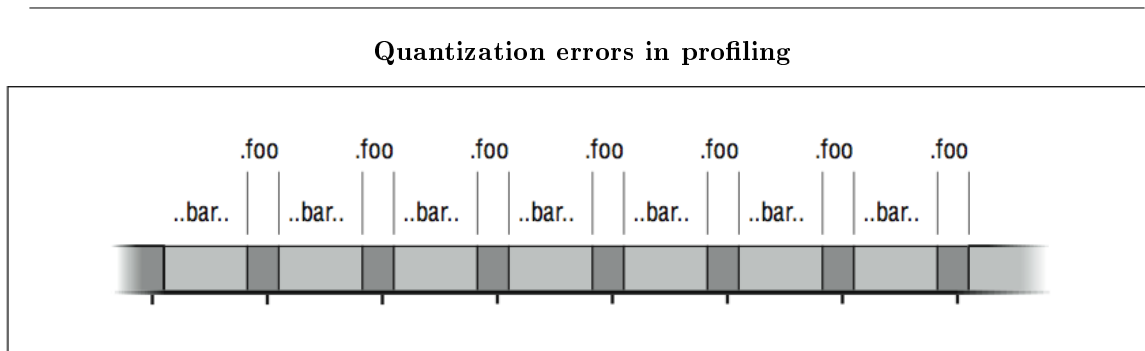 Quantization errors in profiling
.foo .foo .foo .foo .foo .foo .foo
..bar.. ..bar.. ..bar.. ..bar.. ..bar.. ..bar.. ..bar..